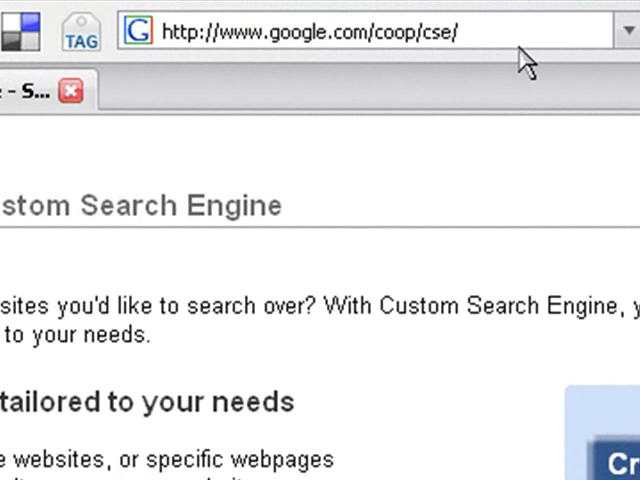 TAG
http://www.google.com/coop/cse/
- S...
stom Search Engine
sites you'd like to search over? With Custom Search Engine, y
to your needs.
tailored to your needs
e websites, or specific webpages
Cr